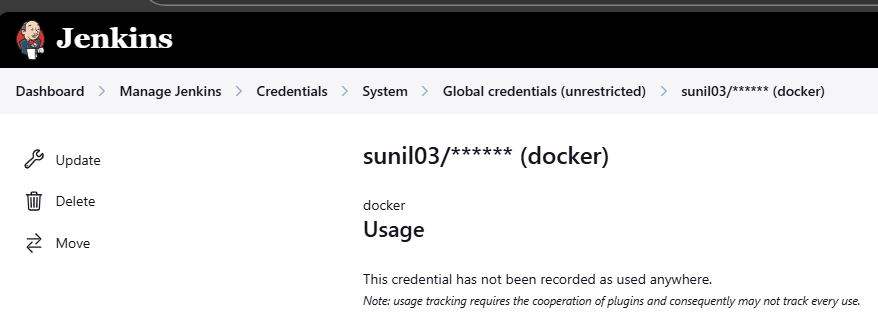 Jenkins
Dashboard > Manage Jenkins > Credentials > System > Global credentials (unrestricted) > sunil03/****** (docker)
Update
Delete
Move
sunil03/****** (docker)
docker
Usage
This credential has not been recorded as used anywhere.
Note: usage tracking requires the cooperation of plugins and consequently may not track every use.